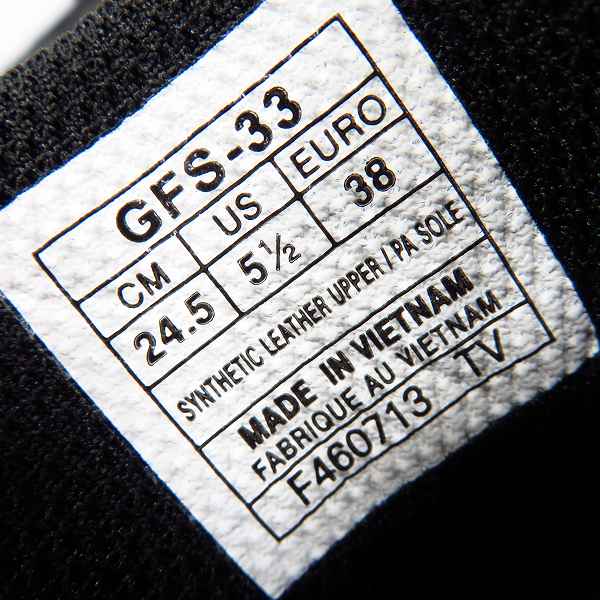 GFS-33
CM US EURO
24.5 5½ 38
SYNTHETIC LEATHER UPPER/PA SOLE
MADE IN VIETNAM
FABRIQUE AU VIETNAM
F460713 TV